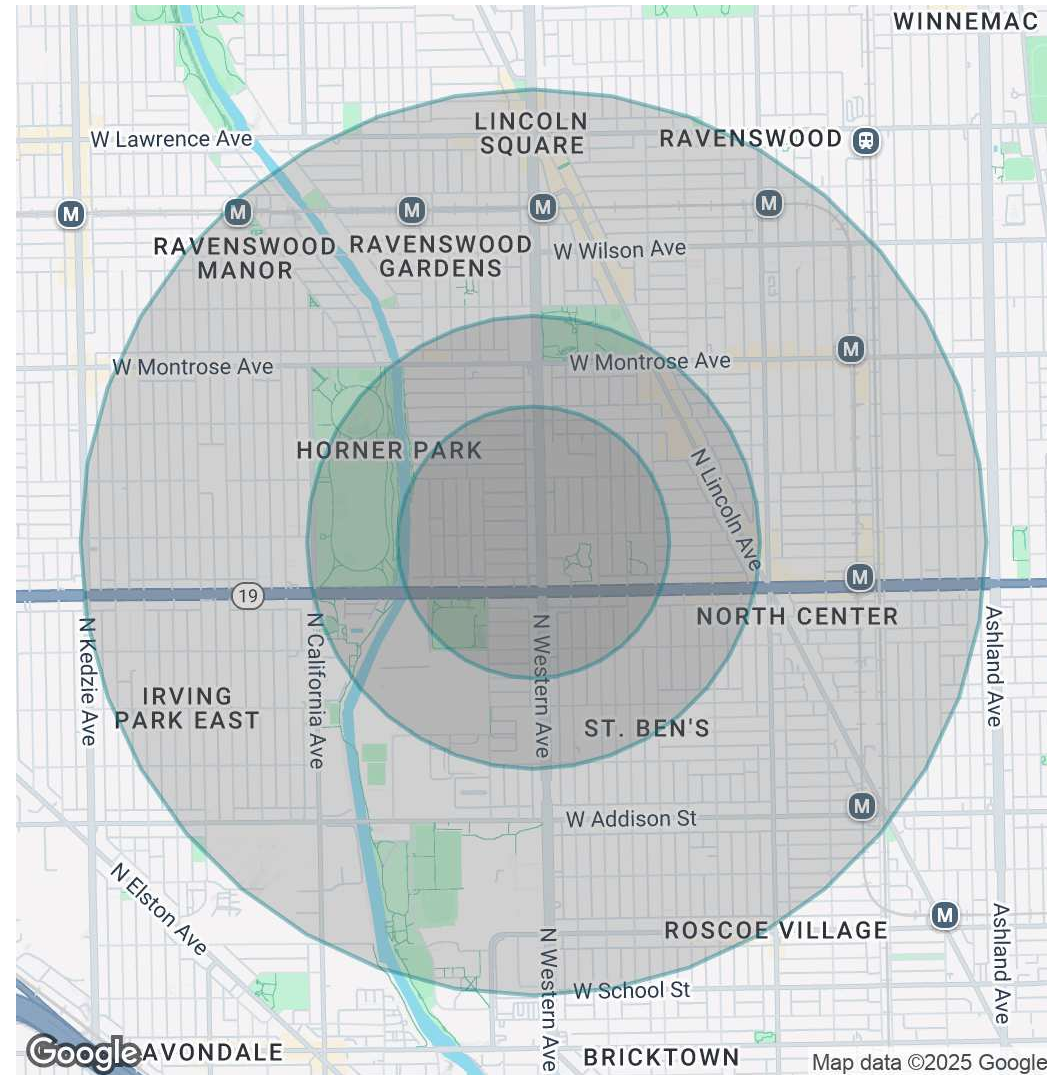 WINNEMAC
LINCOLN
SQUARE
RAVENSWOOD
W Lawrence Ave
M
M
M
M
M
RAVENSWOOD
MANOR
RAVENSWOOD
GARDENS
W Wilson Ave
W Montrose Ave
W Montrose Ave
M
HORNER PARK
N Lincoln Ave
M
19
NORTH CENTER
N Kedzie Ave
N California Ave
N Western Ave
Ashland Ave
IRVING
PARK EAST
ST. BEN'S
M
W Addison St
N Elston Ave
M
ROSCOE VILLAGE
N Western Ave
Ashland Ave
W School St
Google
AVONDALE
BRICKTOWN
Map data ©2025 Google